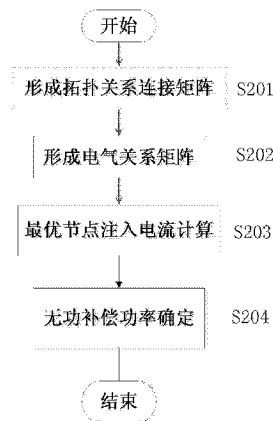 开始
形成拓扑关系连接矩阵 S201
形成电气关系矩阵 S202
最优节点注入电流计算 S203
无功补偿功率确定 S204
结束